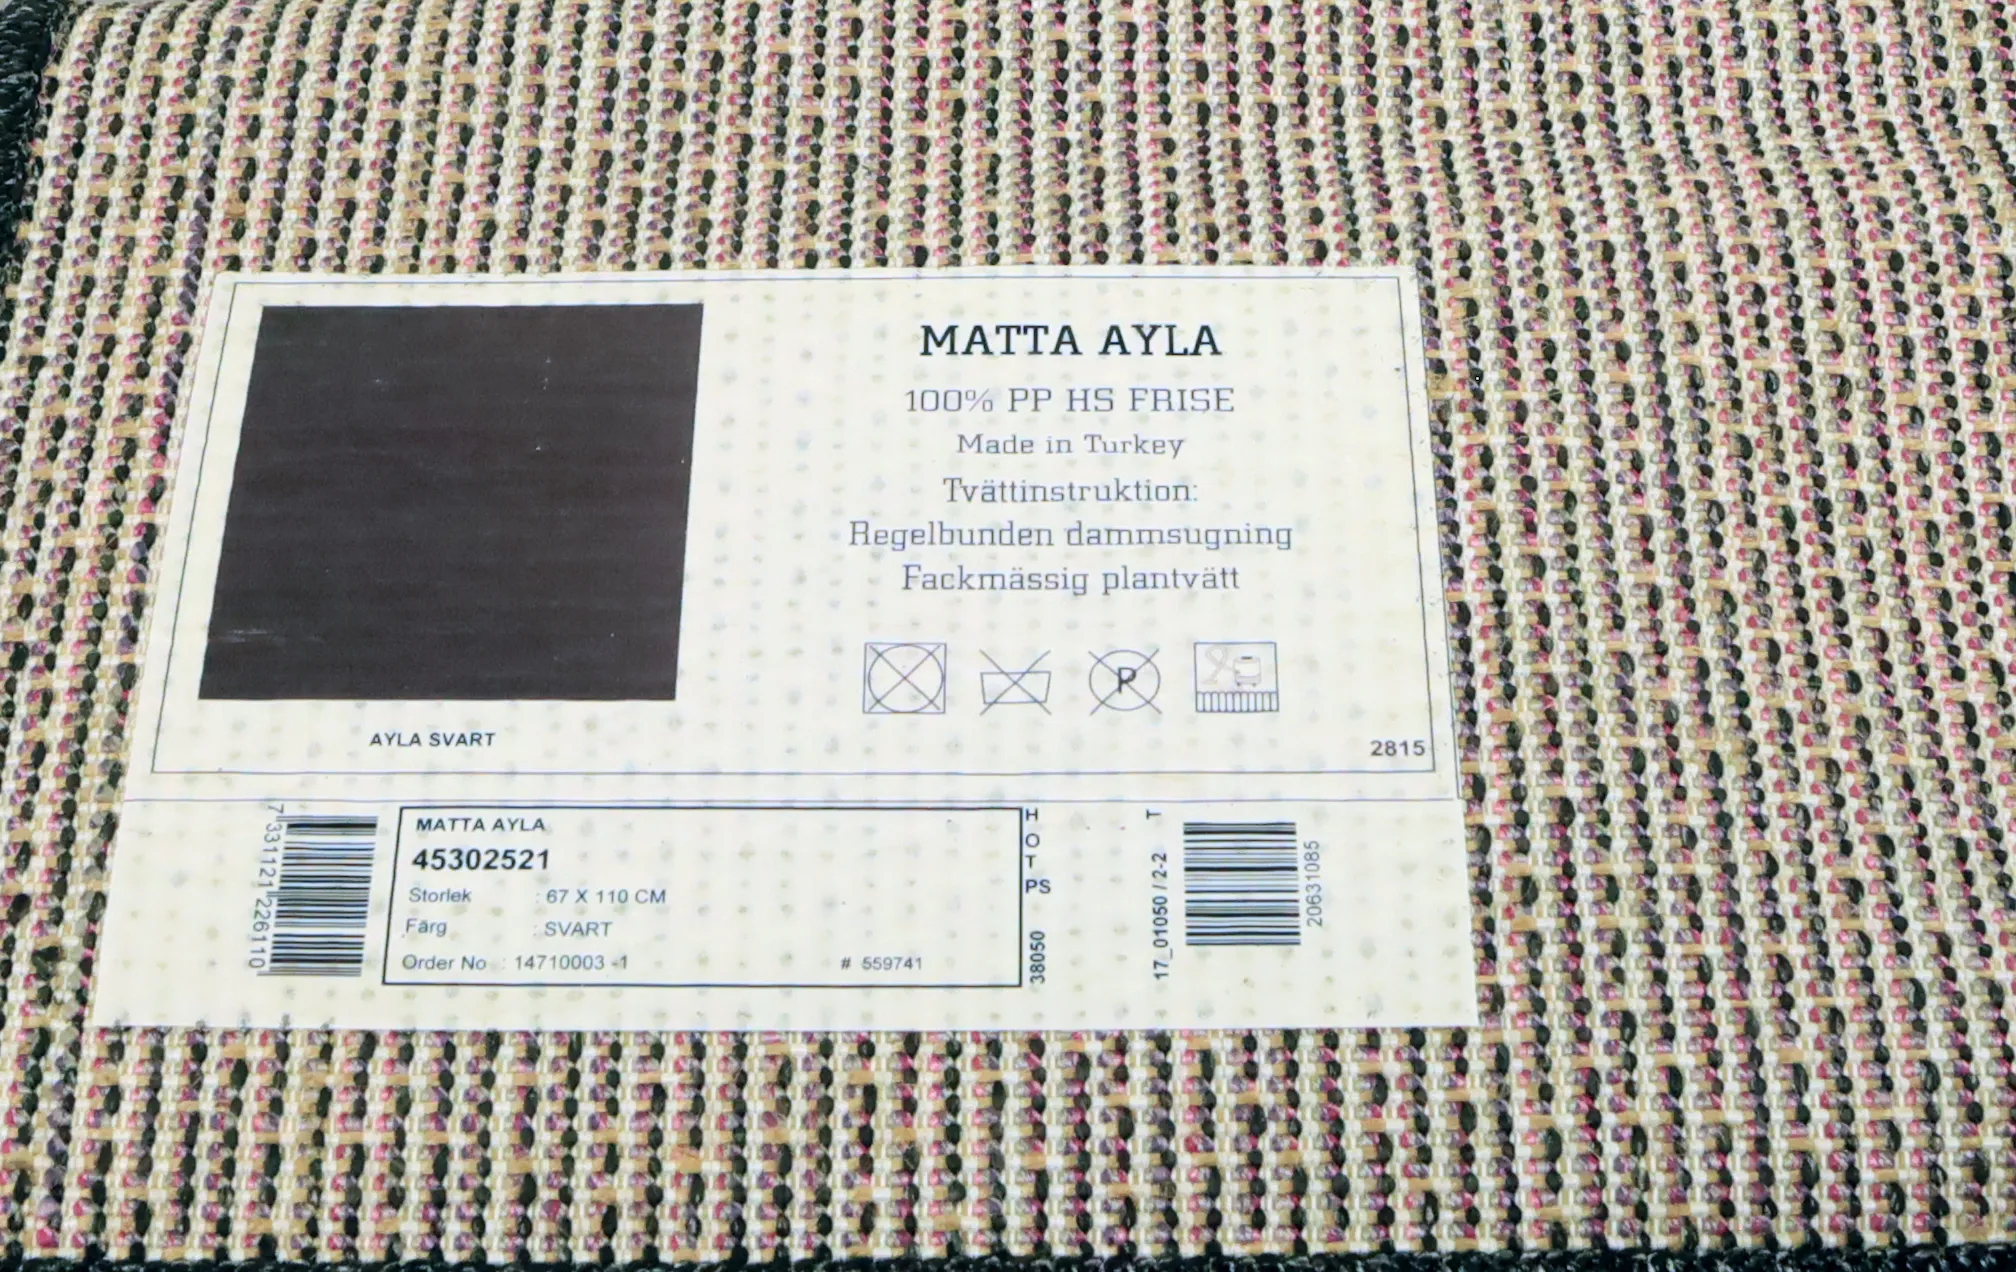 MATTA AYLA
100% PP HS FRISE
Made in Turkey
Tvättinstruktion:
Regelbunden dammsugning
Fackmässig plantvätt
P
AYLA SVART
2815
7 331121 226110
MATTA AYLA
45302521
Storlek : 67 X 110 CM
Färg : SVART
Order No : 14710003 -1 # 559741
HOT PS 38050
17_01050 / 2-2 T
20631085